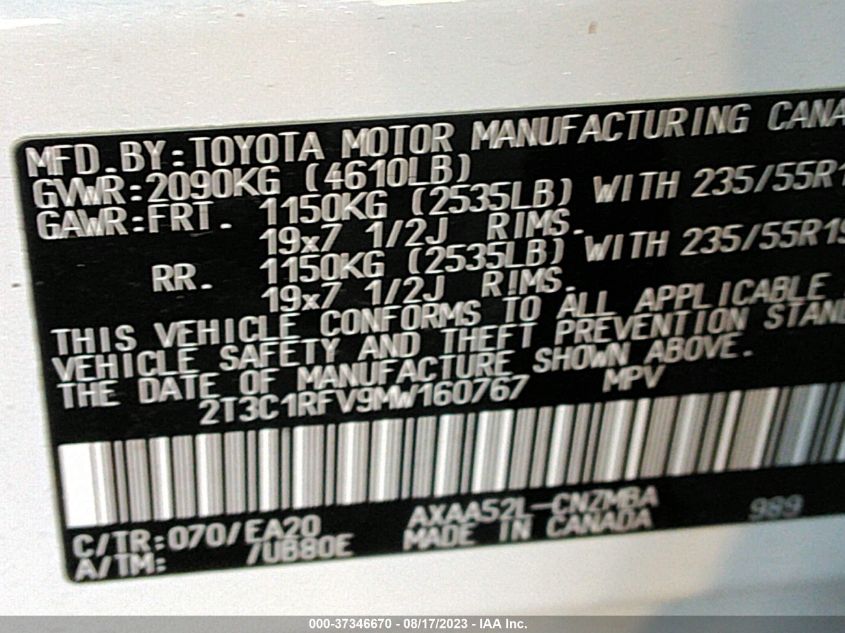 MFD.BY:TOYOTA MOTOR MANUFACTURING CANA
GVWR:2090KG (4610LB)
GAWR:FRT. 1150KG (2535LB) WITH 235/55R1
19x7 1/2J RIMS.
RR. 1150KG (2535LB) WITH 235/55R19
19x7 1/2J RIMS.
THIS VEHICLE CONFORMS TO ALL APPLICABLE
VEHICLE SAFETY AND THEFT PREVENTION STAN
THE DATE OF MANUFACTURE SHOWN ABOVE.
2T3C1RFV9MW160767 MPV
C/TR:070/EA20 AXAA52L-CNZMBA 989
A/TM: /UB80E MADE IN CANADA
000-37346670 - 08/17/2023 - IAA Inc.